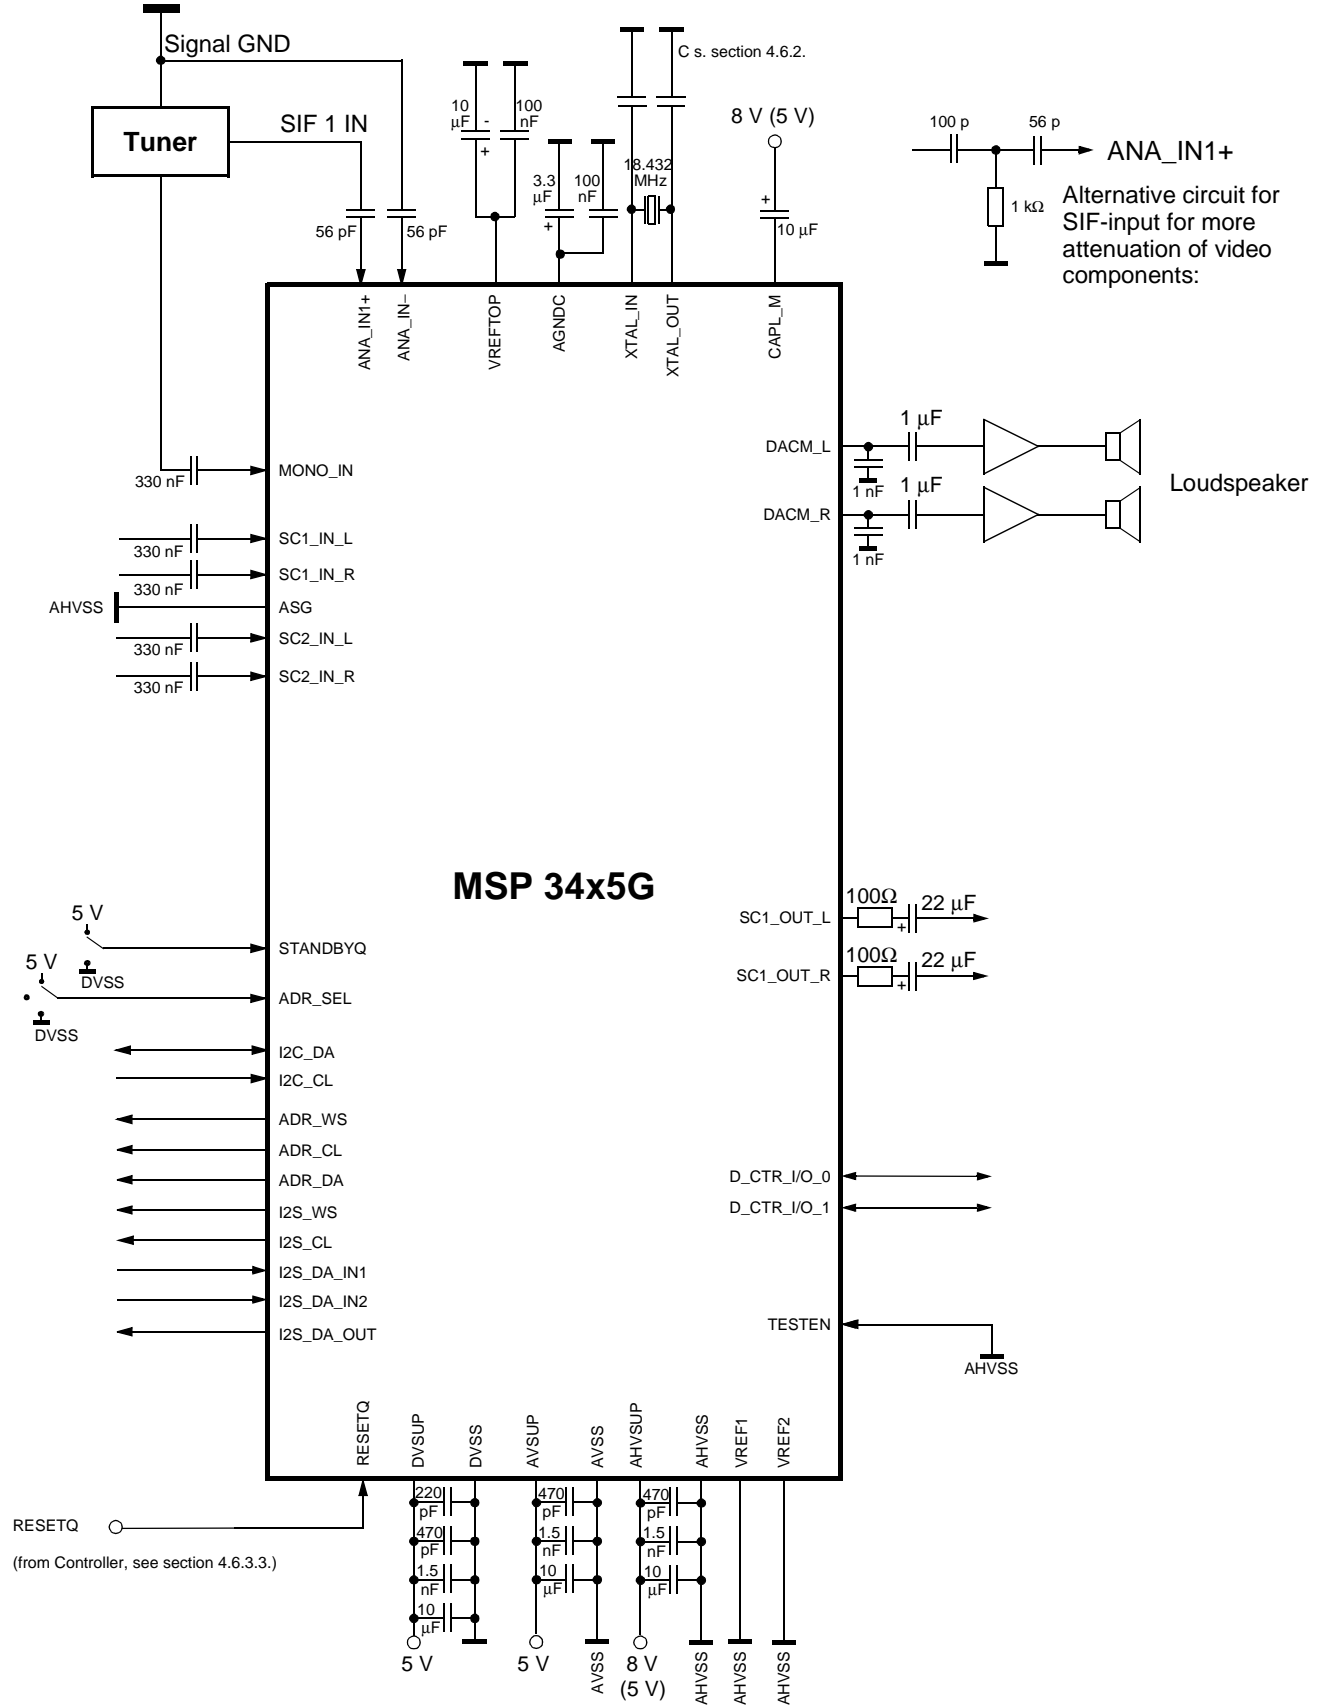 Signal GND
C s. section 4.6.2.
Tuner
SIF 1 IN
10
μF
-
+
100
nF
8 V (5 V)
100 p
56 p
ANA_IN1+
18.432
MHz
3.3
μF
+
100
nF
+
10 μF
1 kΩ
Alternative circuit for
SIF-input for more
attenuation of video
components:
56 pF
56 pF
ANA_IN1+
ANA_IN−
VREFTOP
AGNDC
XTAL_IN
XTAL_OUT
CAPL_M
1 μF
DACM_L
1 nF
1 μF
Loudspeaker
DACM_R
1 nF
330 nF
MONO_IN
330 nF
SC1_IN_L
330 nF
SC1_IN_R
AHVSS
ASG
330 nF
SC2_IN_L
330 nF
SC2_IN_R
MSP 34x5G
100Ω
22 μF
SC1_OUT_L
+
100Ω
22 μF
SC1_OUT_R
+
5 V
STANDBYQ
DVSS
5 V
ADR_SEL
DVSS
I2C_DA
I2C_CL
ADR_WS
ADR_CL
ADR_DA
I2S_WS
I2S_CL
I2S_DA_IN1
I2S_DA_IN2
I2S_DA_OUT
D_CTR_I/O_0
D_CTR_I/O_1
TESTEN
AHVSS
RESETQ
DVSUP
DVSS
AVSUP
AVSS
AHVSUP
AHVSS
VREF1
VREF2
RESETQ
(from Controller, see section 4.6.3.3.)
220
pF
470
pF
1.5
nF
10
μF
470
pF
1.5
nF
10
μF
470
pF
1.5
nF
10
μF
5 V
5 V
AVSS
8 V
(5 V)
AHVSS
AHVSS
AHVSS